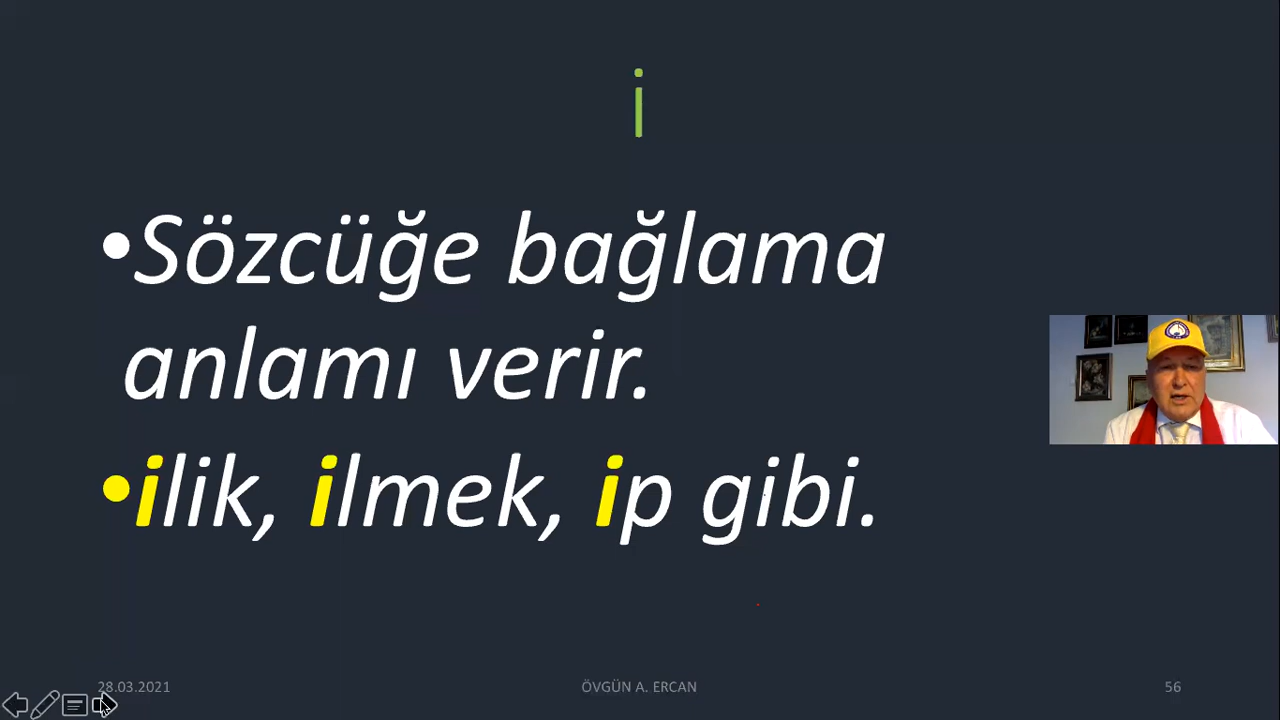 i
•Sözcüğe bağlama
anlamı verir.
•ilik, ilmek, ip gibi.
28.03.2021
ÖVGÜN A. ERCAN
56